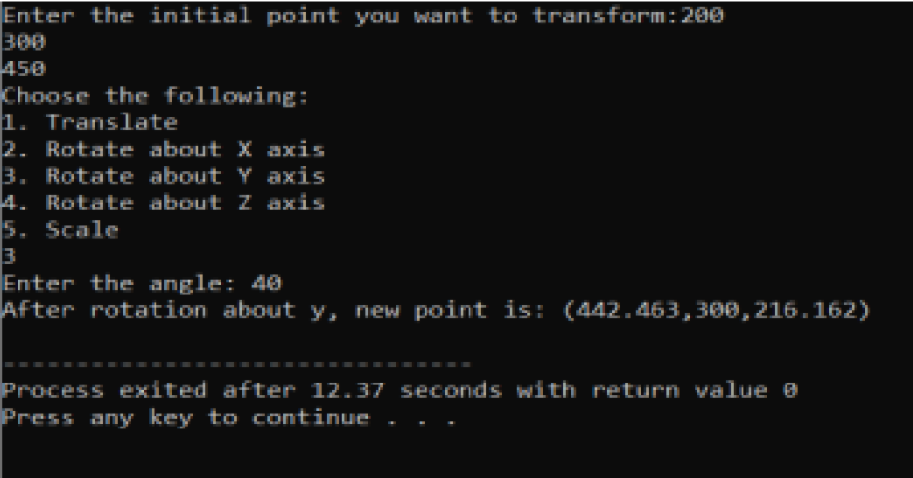 Enter the initial point you want to transform:200
300
450
Choose the following:
1. Translate
2. Rotate about X axis
3. Rotate about Y axis
4. Rotate about Z axis
5. Scale
3
Enter the angle: 40
After rotation about y, new point is: (442.463,300,216.162)
--------------------------------
Process exited after 12.37 seconds with return value 0
Press any key to continue . . .